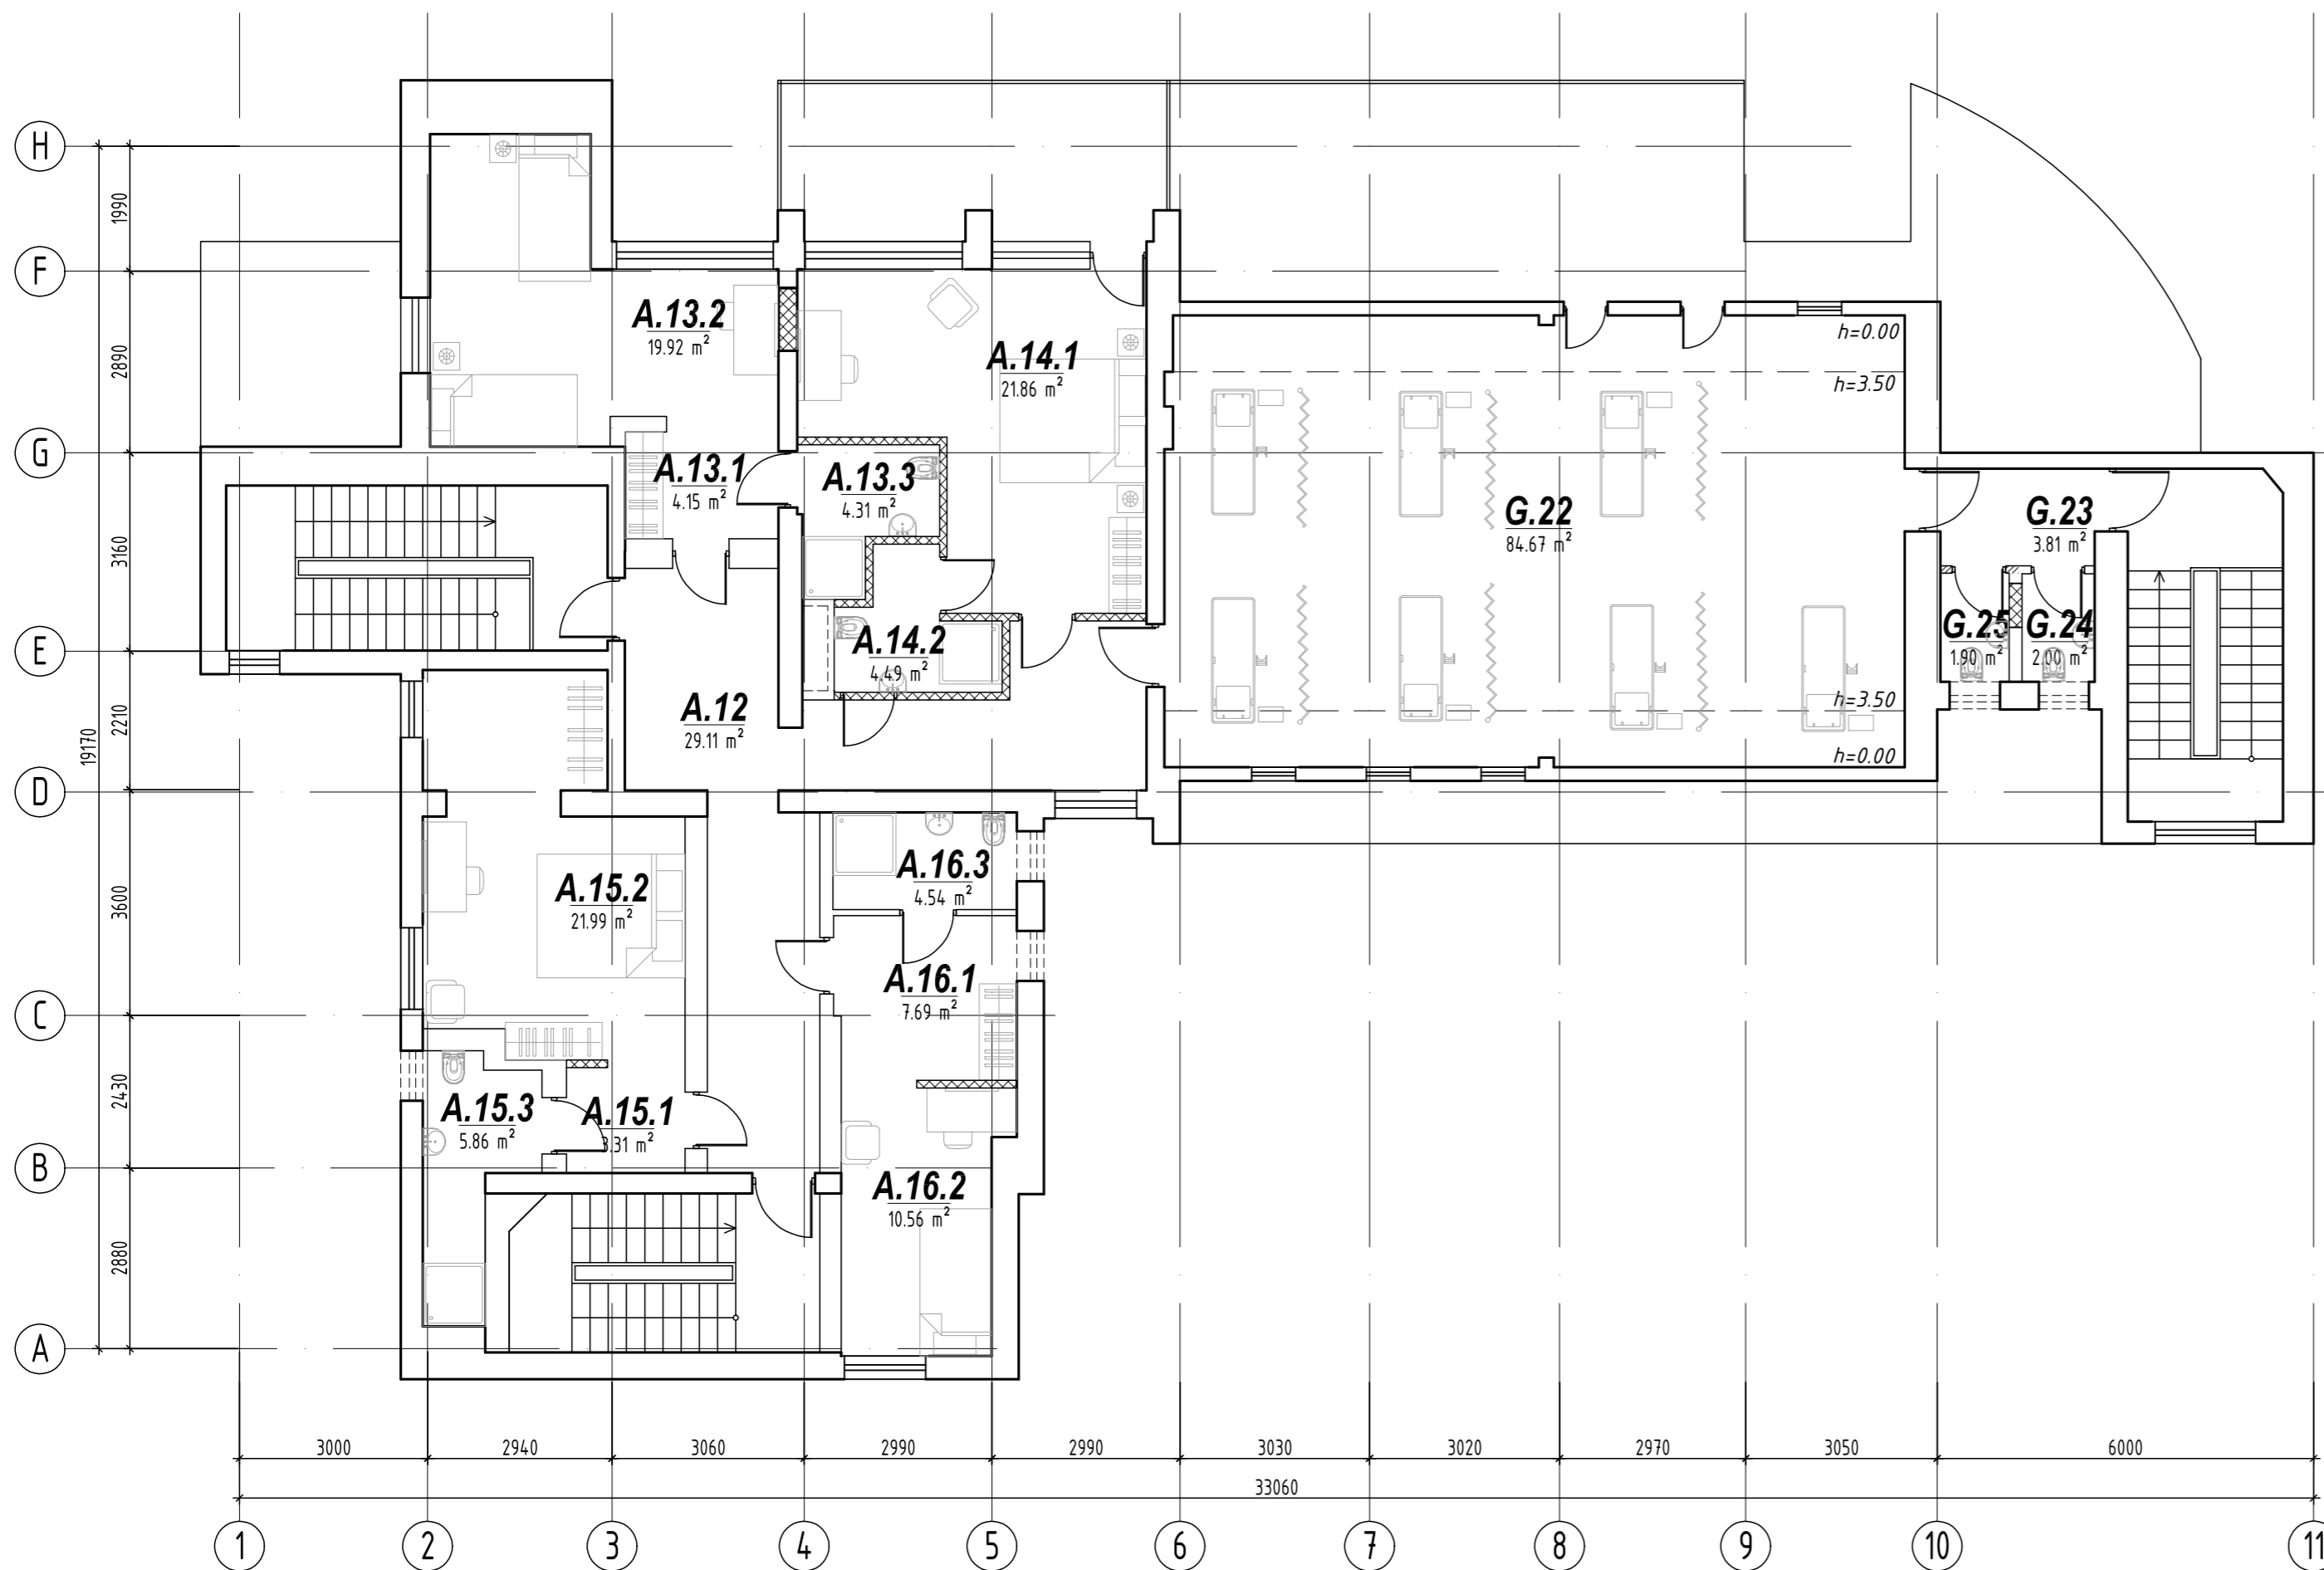 H
F
G
E
D
C
B
A
1990
2890
3160
2210
3600
2430
2880
19170
A.13.2
19.92 m²
A.14.1
21.86 m²
h=0.00
h=3.50
A.13.1
4.15 m²
A.13.3
4.31 m²
G.22
84.67 m²
G.23
3.81 m²
A.14.2
4.49 m²
G.25
1.90 m²
G.24
2.00 m²
A.12
29.11 m²
h=3.50
h=0.00
A.15.2
21.99 m²
A.16.3
4.54 m²
A.16.1
7.69 m²
A.15.3
5.86 m²
A.15.1
3.31 m²
A.16.2
10.56 m²
3000 2940 3060 2990 2990 3030 3020 2970 3050 6000
33060
1 2 3 4 5 6 7 8 9 10 11